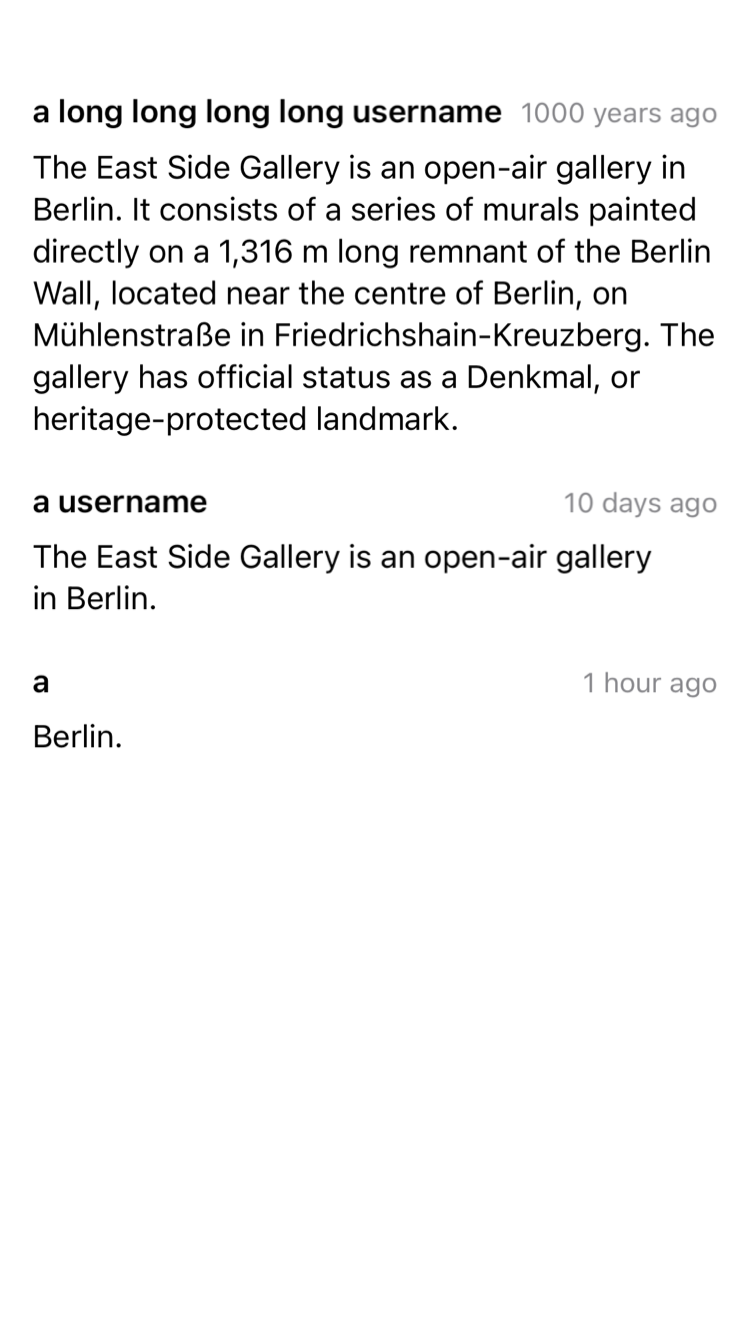 a long long long long username 1000 years ago
The East Side Gallery is an open-air gallery in
Berlin. It consists of a series of murals painted
directly on a 1,316 m long remnant of the Berlin
Wall, located near the centre of Berlin, on
Mühlenstraße in Friedrichshain-Kreuzberg. The
gallery has official status as a Denkmal, or
heritage-protected landmark.
a username 10 days ago
The East Side Gallery is an open-air gallery
in Berlin.
a 1 hour ago
Berlin.